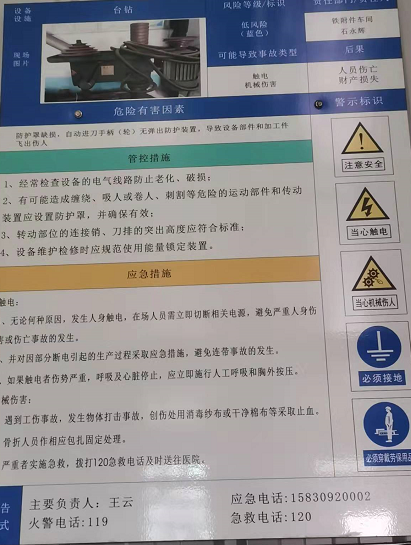 设备
设施
台钻
风险等级/标识
责任部门/责任人
低风险
(蓝色)
铁附件车间
石永辉
现场
图片
可能导致事故类型
后果
触电
机械伤害
人员伤亡
财产损失
危险有害因素
警示标识
防护罩缺损,自动进刀手柄(轮)无弹出防护装置,导致设备部件和加工件
飞出伤人
管控措施
1、经常检查设备的电气线路防止老化、破损;
2、有可能造成缠绕、吸人或卷人、刺割等危险的运动部件和传动
装置应设置防护罩,并确保有效;
3、转动部位的连接销、刀排的突出高度应符合标准;
4、设备维护检修时应规范使用能量锁定装置。
注意安全
当心触电
应急措施
触电:
、无论何种原因,发生人身触电,在场人员需立即切断相关电源,避免严重人身伤
害或伤亡事故的发生。
、并对因部分断电引起的生产过程采取应急措施,避免连带事故的发生。
、如果触电者伤势严重,呼吸及心脏停止,应立即施行人工呼吸和胸外按压。
械伤害:
遇到工伤事故,发生物体打击事故,创伤处用消毒纱布或干净棉布等采取止血。
骨折人员作相应包扎固定处理。
严重者实施急救,拨打120急救电话及时送往医院。
当心机械伤人
必须接地
必须穿戴劳保用品
告
式
主要负责人:王云
应急电话:15830920002
火警电话:119
急救电话:120